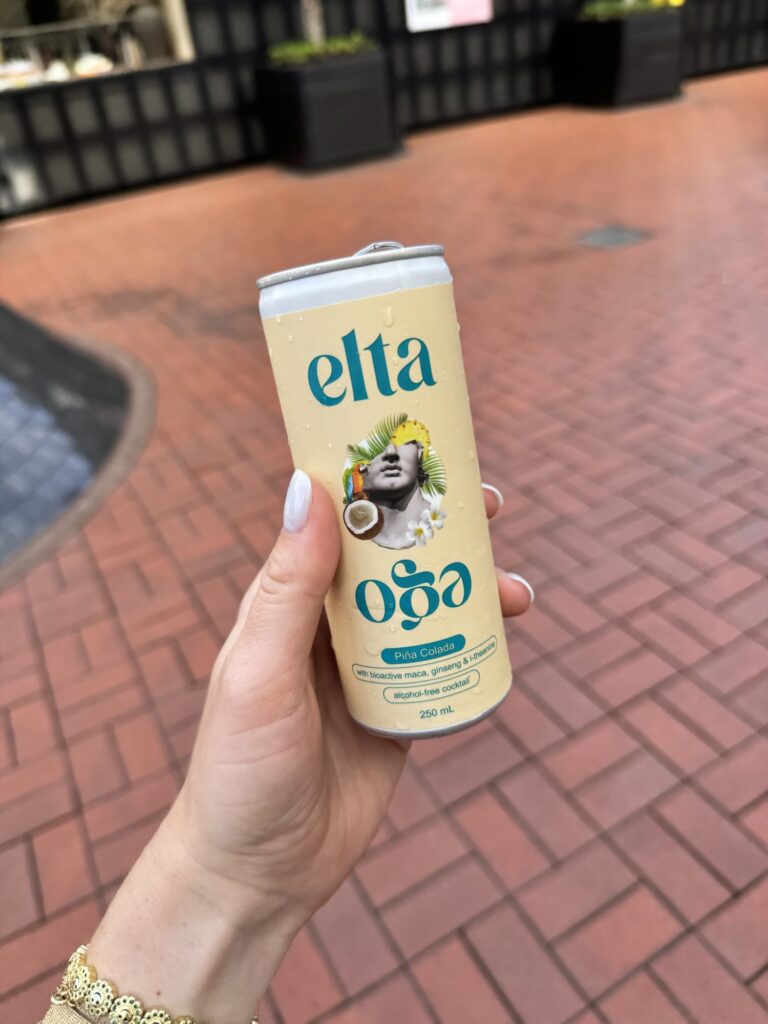 elta
oga
Piña Colada
with bioactive maca, ginseng & l-theanine
alcohol-free cocktail*
250 mL